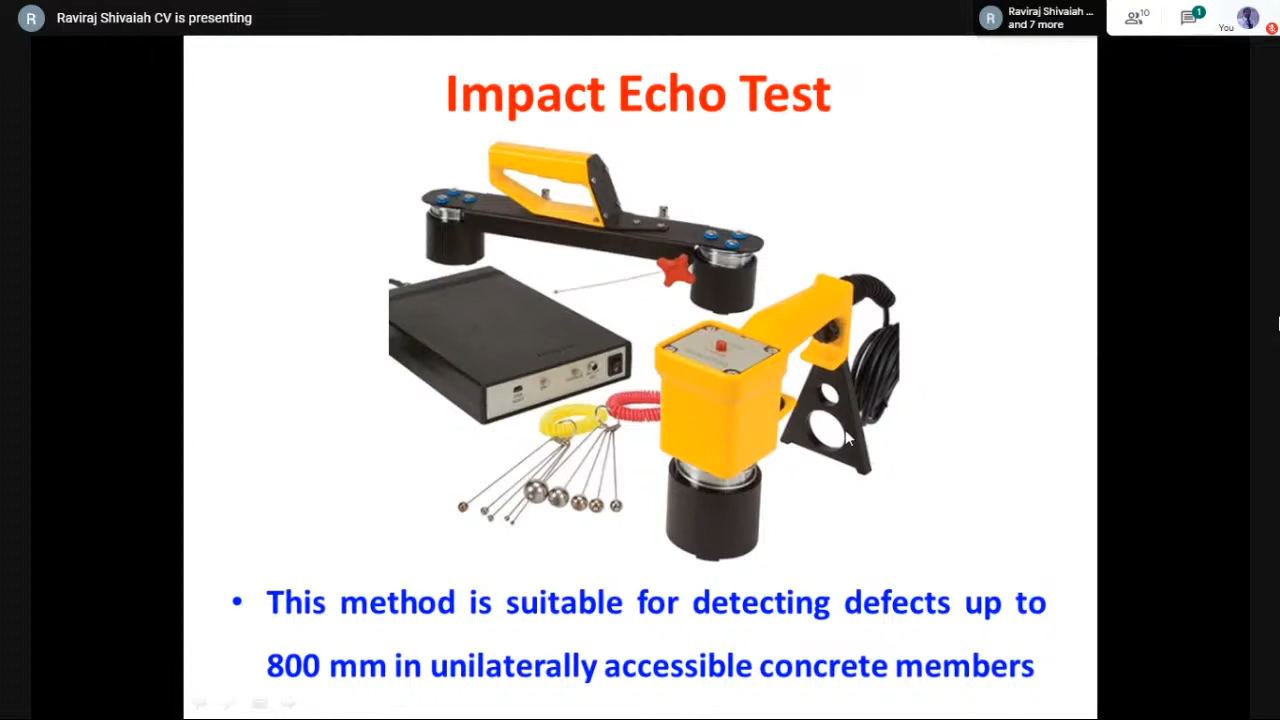 R Raviraj Shivaiah CV is presenting
R Raviraj Shivaiah ...
and 7 more
10
1
You
Impact Echo Test
• This method is suitable for detecting defects up to
800 mm in unilaterally accessible concrete members